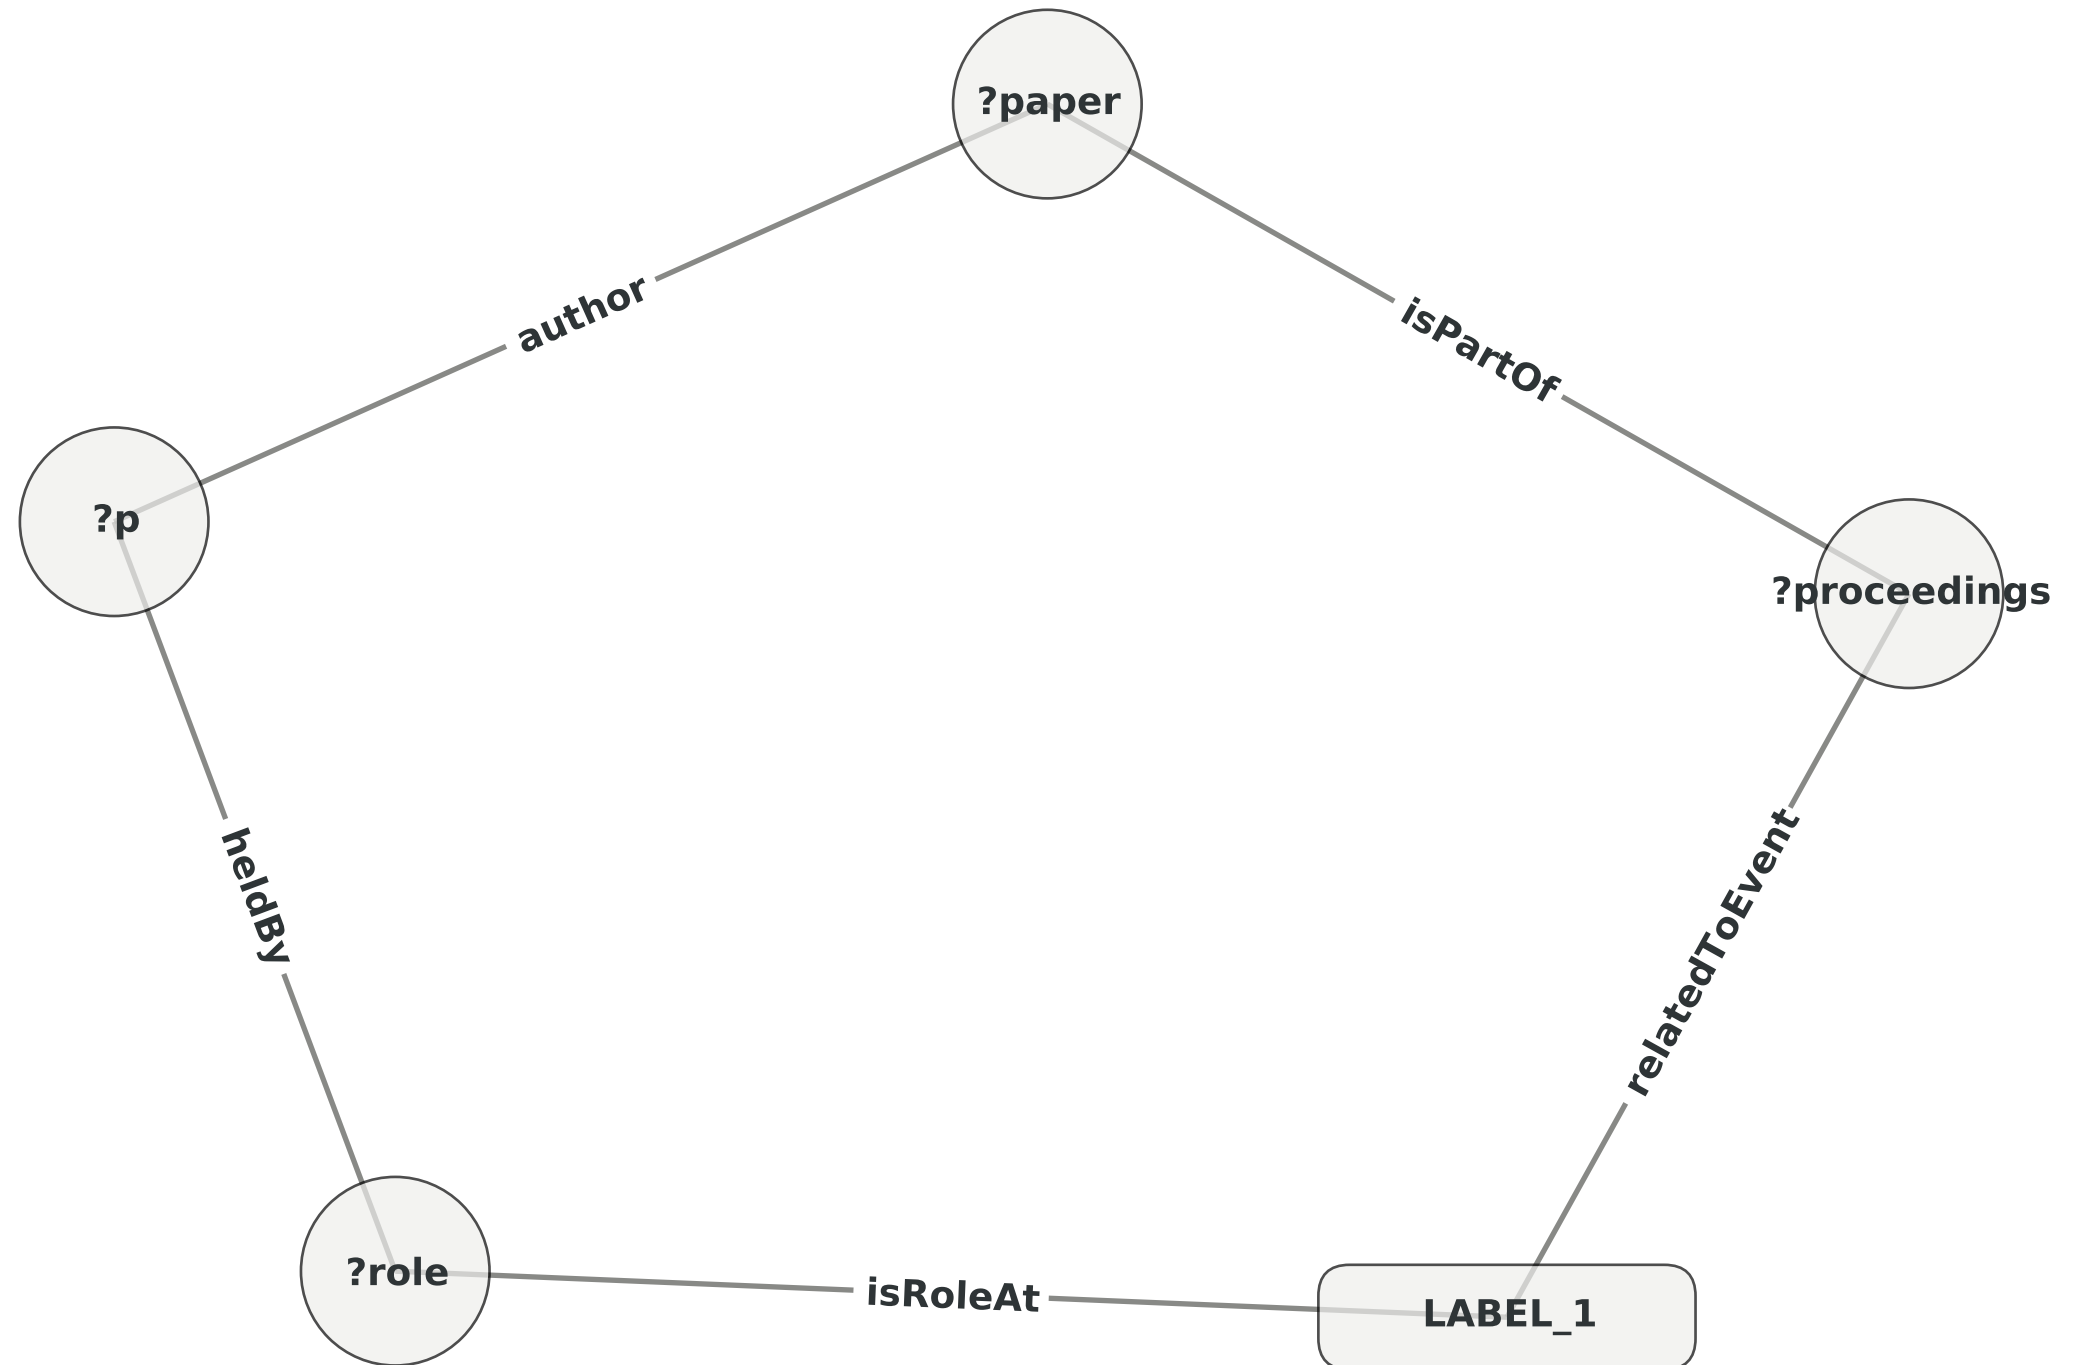 ?paper
author
isPartOf
?p
?proceedings
heldBy
relatedToEvent
?role
isRoleAt
LABEL_1